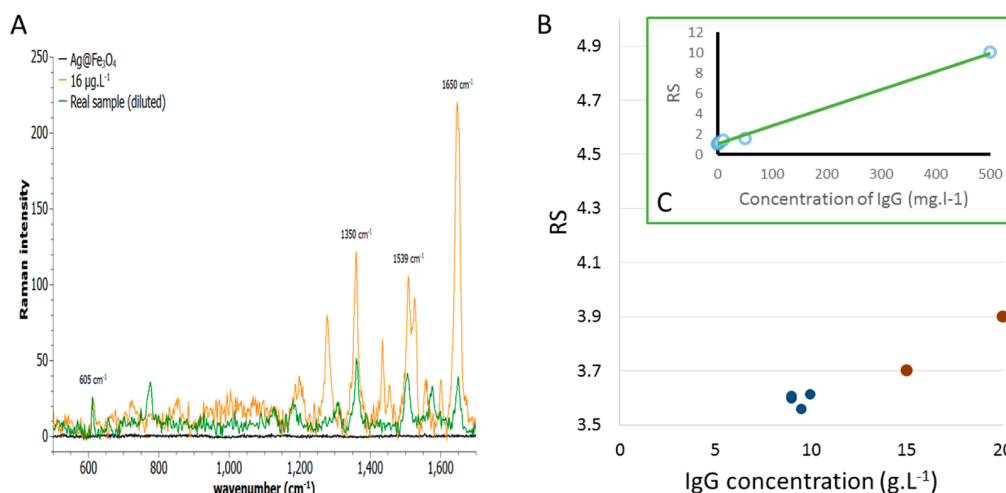 A
Ag@Fe₃O₄
16 µg.L⁻¹
Real sample (diluted)
250
200
150
100
50
0
Raman intensity
605 cm⁻¹
1350 cm⁻¹
1539 cm⁻¹
1650 cm⁻¹
600
800
1,000
1,200
1,400
1,600
wavenumber (cm⁻¹)
B
4.9
4.7
4.5
4.3
4.1
3.9
3.7
3.5
RS
0
5
10
15
20
IgG concentration (g.L⁻¹)
12
10
8
6
4
2
0
RS
0
100
200
300
400
500
C
Concentration of IgG (mg.l-1)